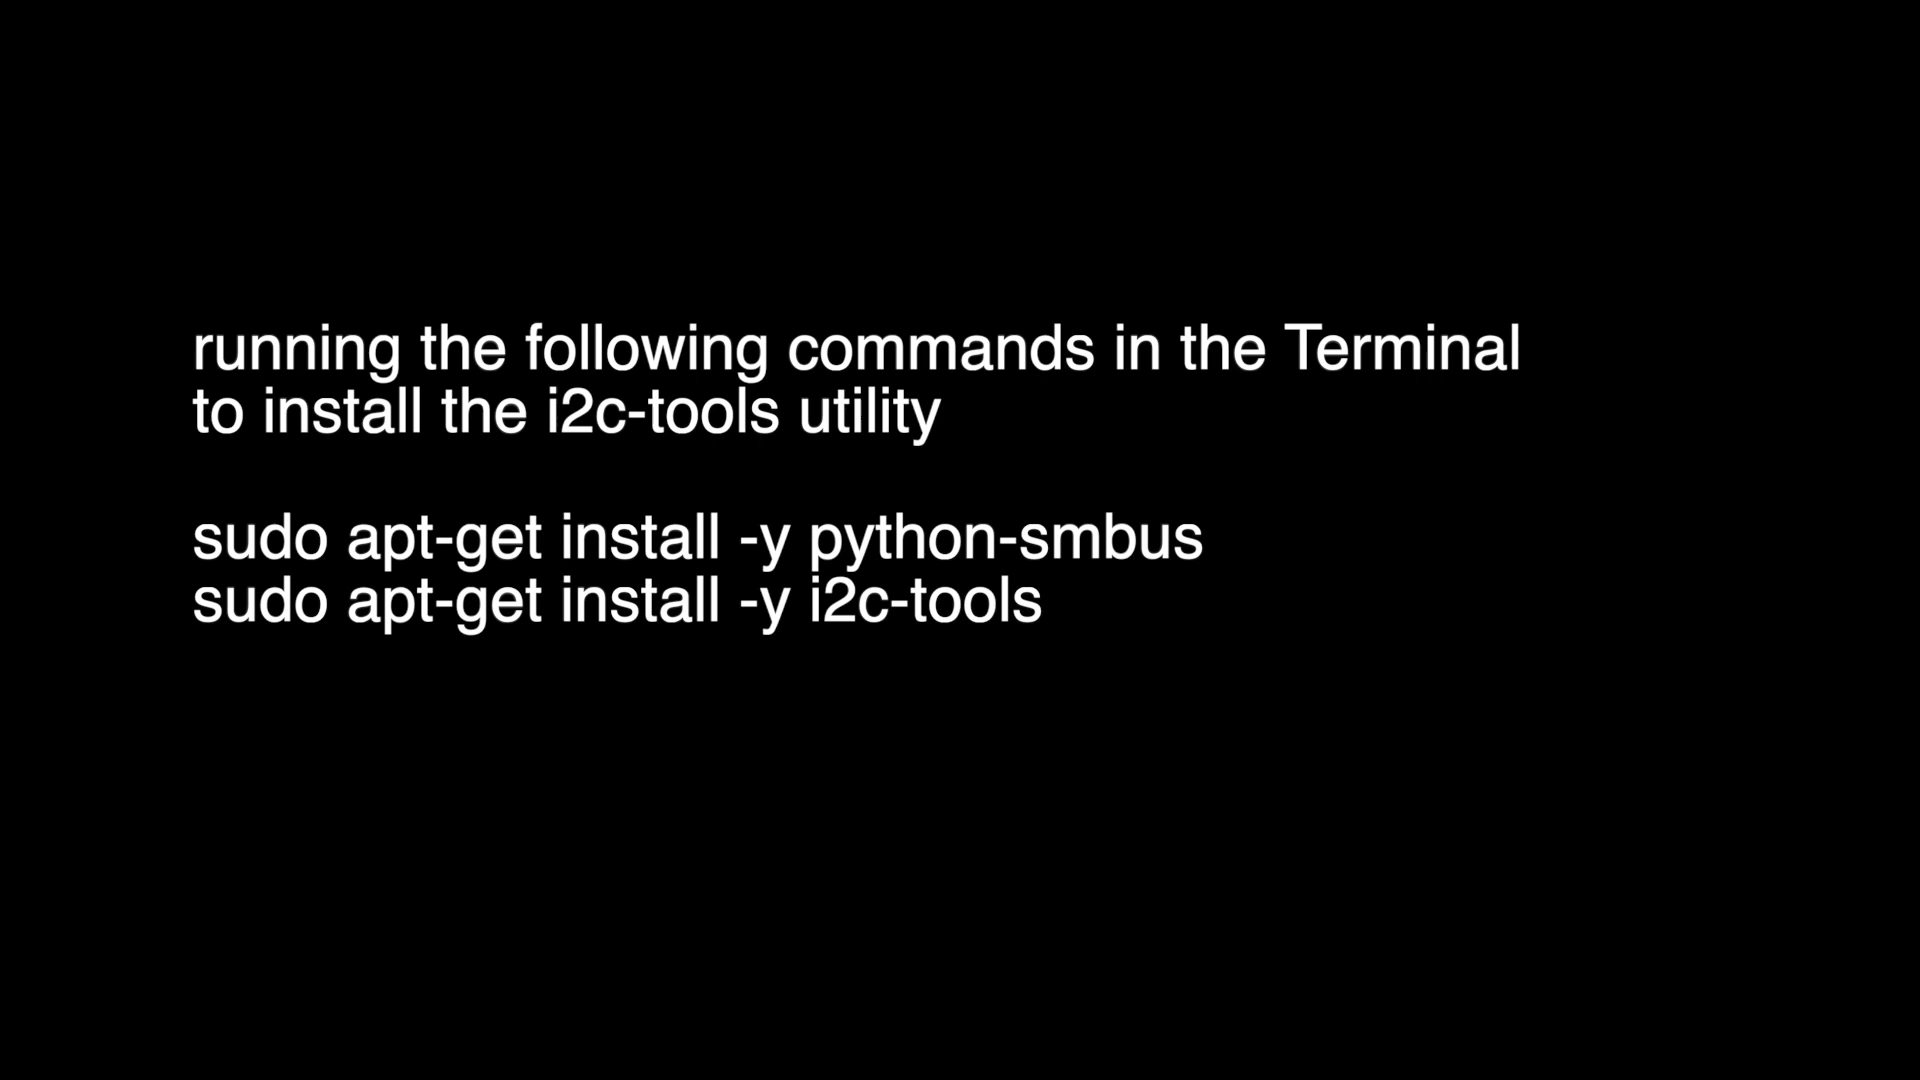 running the following commands in the Terminal
to install the i2c-tools utility
sudo apt-get install -y python-smbus
sudo apt-get install -y i2c-tools